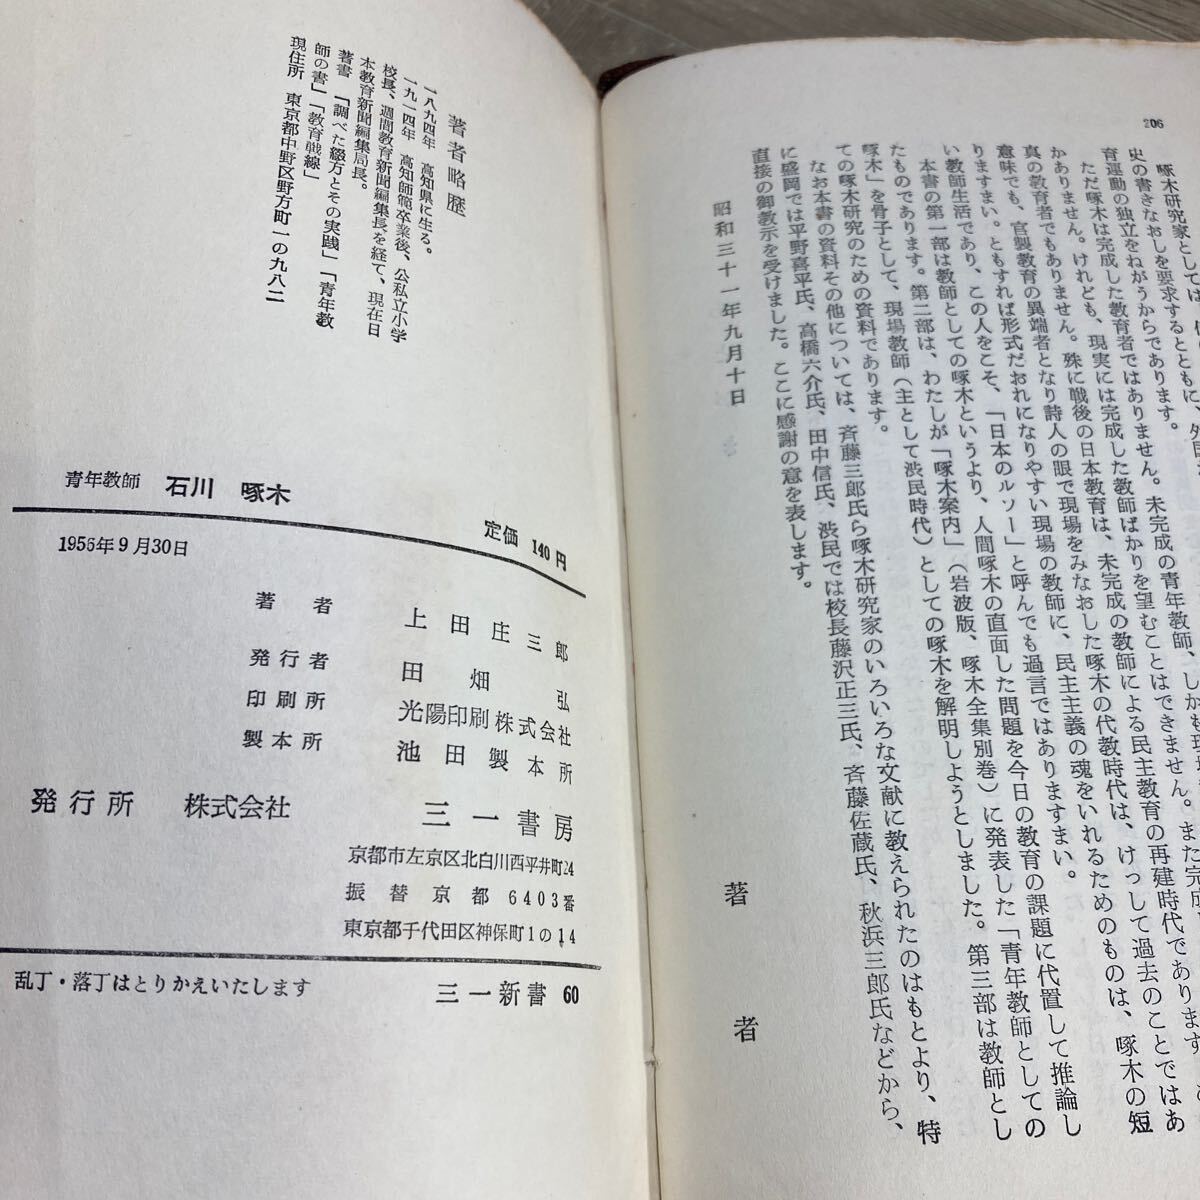 206
啄木研究家としては、
史の書きなおしを要求するとともに、
育運動の独立をねがうからであります。
ただ啄木は完成した教育者ではありません。未完成の青年教師、しかも
かありません。けれども、現実には完成した教師ばかりを望むことはできません。また完成
真の教育者でもありません。殊に戦後の日本教育は、未完成の教師による民主教育の再建時代であります
意味でも、官製教育の異端者となり詩人の眼で現場をみなおした啄木の代教時代は、けっして過去のことではあ
りますまい。ともすれば形式だおれになりやすい現場の教師に、民主主義の魂をいれるためのものは、啄木の短
い教師生活であり、この人をこそ、「日本のルソー」と呼んでも過言ではありますまい。
本書の第一部は教師としての啄木というより、人間啄木の直面した問題を今日の教育の課題に代置して推論し
たものであります。第二部は、わたしが「啄木案内」(岩波版、啄木全集別巻)に発表した「青年教師としての
啄木」を骨子として、現場教師(主として渋民時代)としての啄木を解明しようとしました。第三部は教師とし
ての啄木研究のための資料であります。
なお本書の資料その他については、斉藤三郎氏ら啄木研究家のいろいろな文献に教えられたのはもとより、特
に盛岡では平野喜平氏、高橋六介氏、田中信氏、渋民では校長藤沢正三氏、斉藤佐蔵氏、秋浜三郎氏などから、
直接の御教示を受けました。ここに感謝の意を表します。
昭和三十一年九月十日
著者
著者略歴
一八九四年 高知県に生る。
一九一四年 高知師範卒業後、公私立小学
校長、週間教育新聞編集長を経て、現在日
本教育新聞編集局長。
著書 「調べた綴方とその実践」「青年教
師の書」「教育戦線」
現住所 東京都中野区野方町一の九八二
青年教師 石川 啄木
定価 140円
1956年9月30日
著者 上田庄三郎
発行者 田畑弘
印刷所 光陽印刷株式会社
製本所 池田製本所
発行所 株式会社 三一書房
京都市左京区北白川西平井町24
振替京都6403番
東京都千代田区神保町1の14
乱丁・落丁はとりかえいたします
三一新書 60